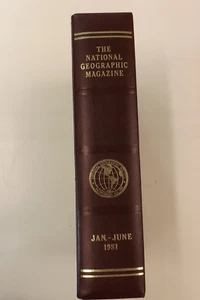 THE
NATIONAL
GEOGRAPHIC
MAGAZINE
JAN.-JUNE
1981